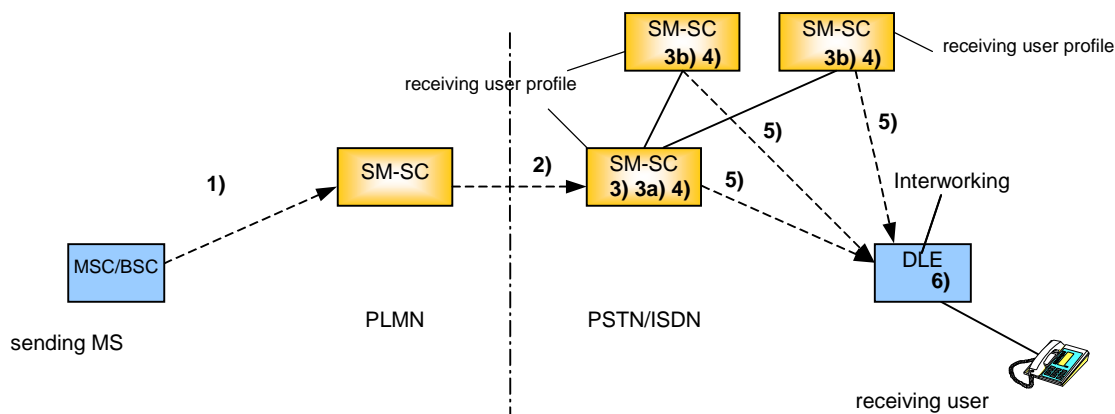 SM-SC
3b) 4)
SM-SC
3b) 4)
receiving user profile
receiving user profile
5)
5)
1)
SM-SC
2)
SM-SC
3) 3a) 4)
5)
Interworking
MSC/BSC
DLE
6)
sending MS
PLMN
PSTN/ISDN
receiving user